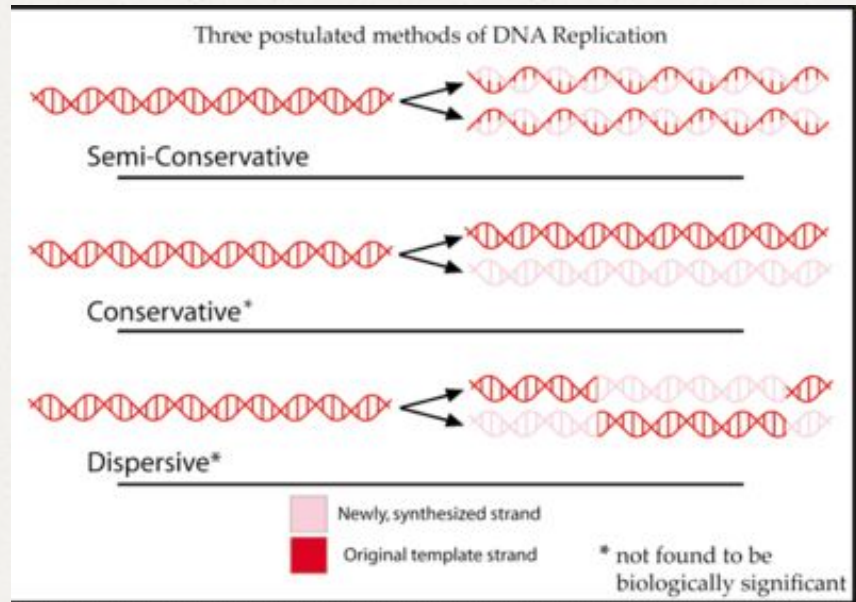 Three postulated methods of DNA Replication
Semi-Conservative
Conservative*
Dispersive*
Newly, synthesized strand
Original template strand
* not found to be
biologically significant